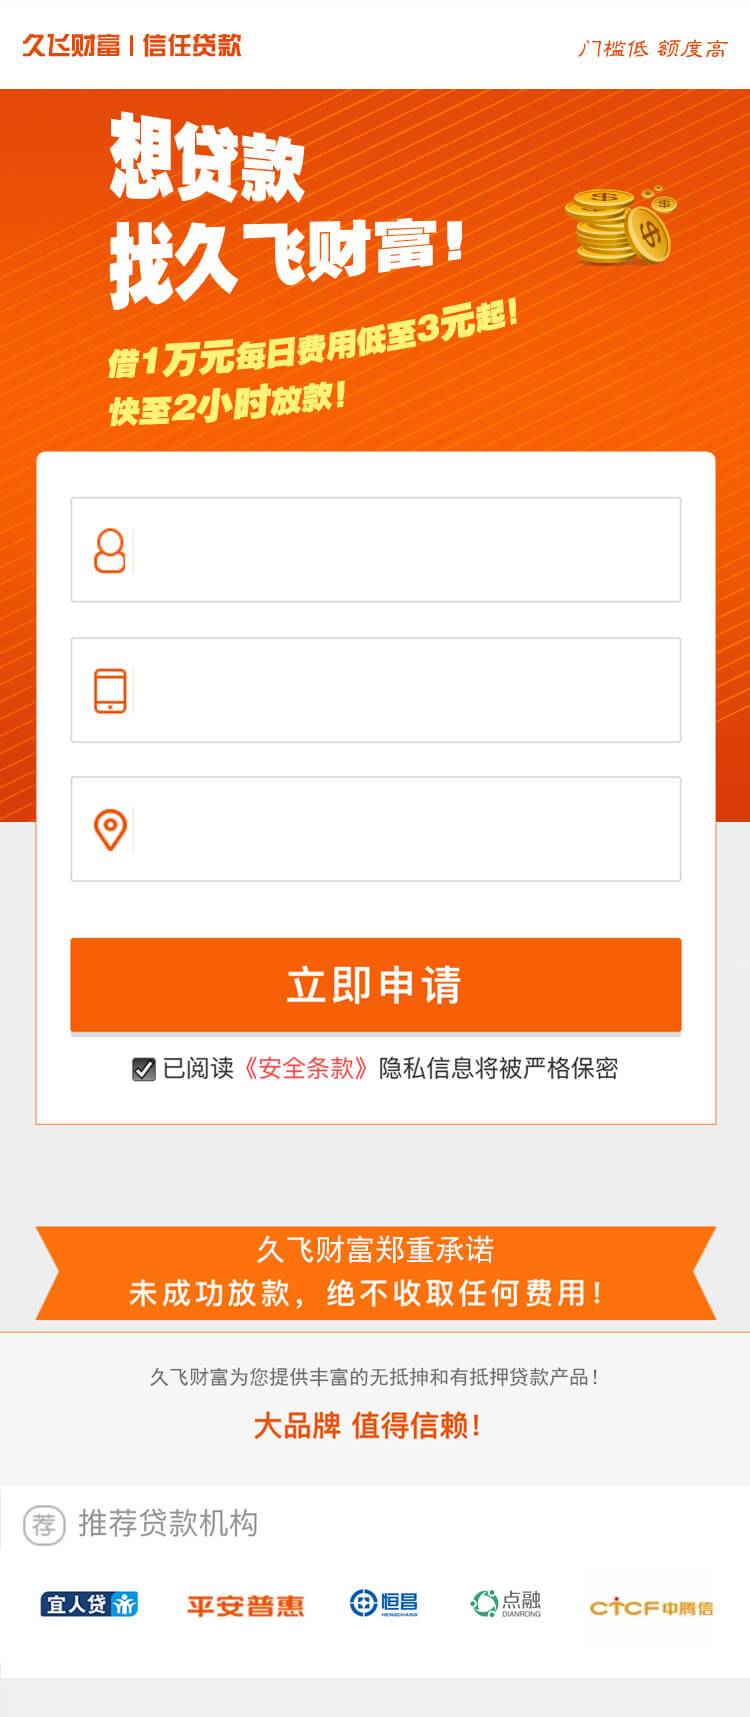 久飞财富 | 信任贷款
门槛低 额度高
想贷款
找久飞财富！
借1万元每日费用低至3元起！
快至2小时放款！
立即申请
已阅读《安全条款》隐私信息将被严格保密
久飞财富郑重承诺
未成功放款，绝不收取任何费用！
久飞财富为您提供丰富的无抵抻和有抵押贷款产品！
大品牌 值得信赖！
荐 推荐贷款机构
宜人贷
平安普惠
恒昌
HENGCHANG
点融
DIANRONG
CTCF中腾信